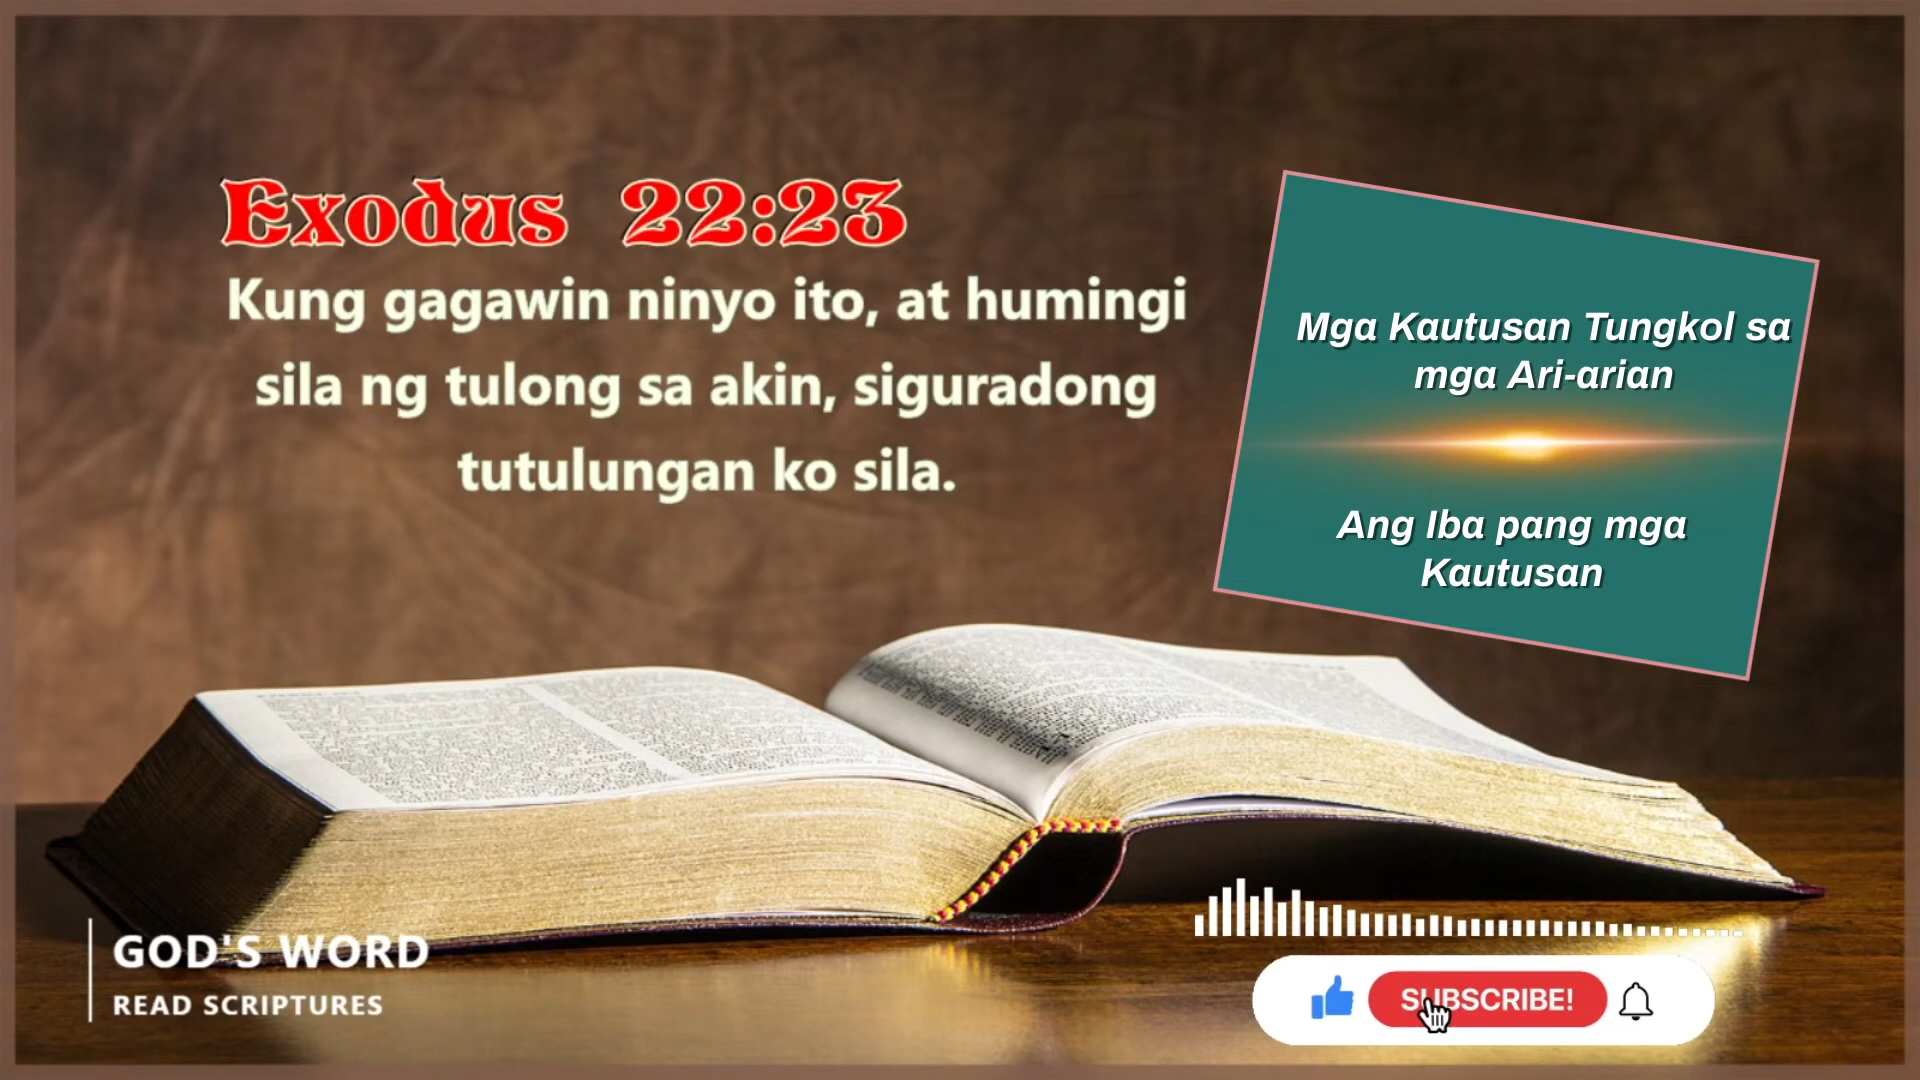 Exodus 22:23
Kung gagawin ninyo ito, at humingi
sila ng tulong sa akin, siguradong
tutulungan ko sila.
Mga Kautusan Tungkol sa
mga Ari-arian
Ang Iba pang mga
Kautusan
GOD'S WORD
READ SCRIPTURES
SUBSCRIBE!